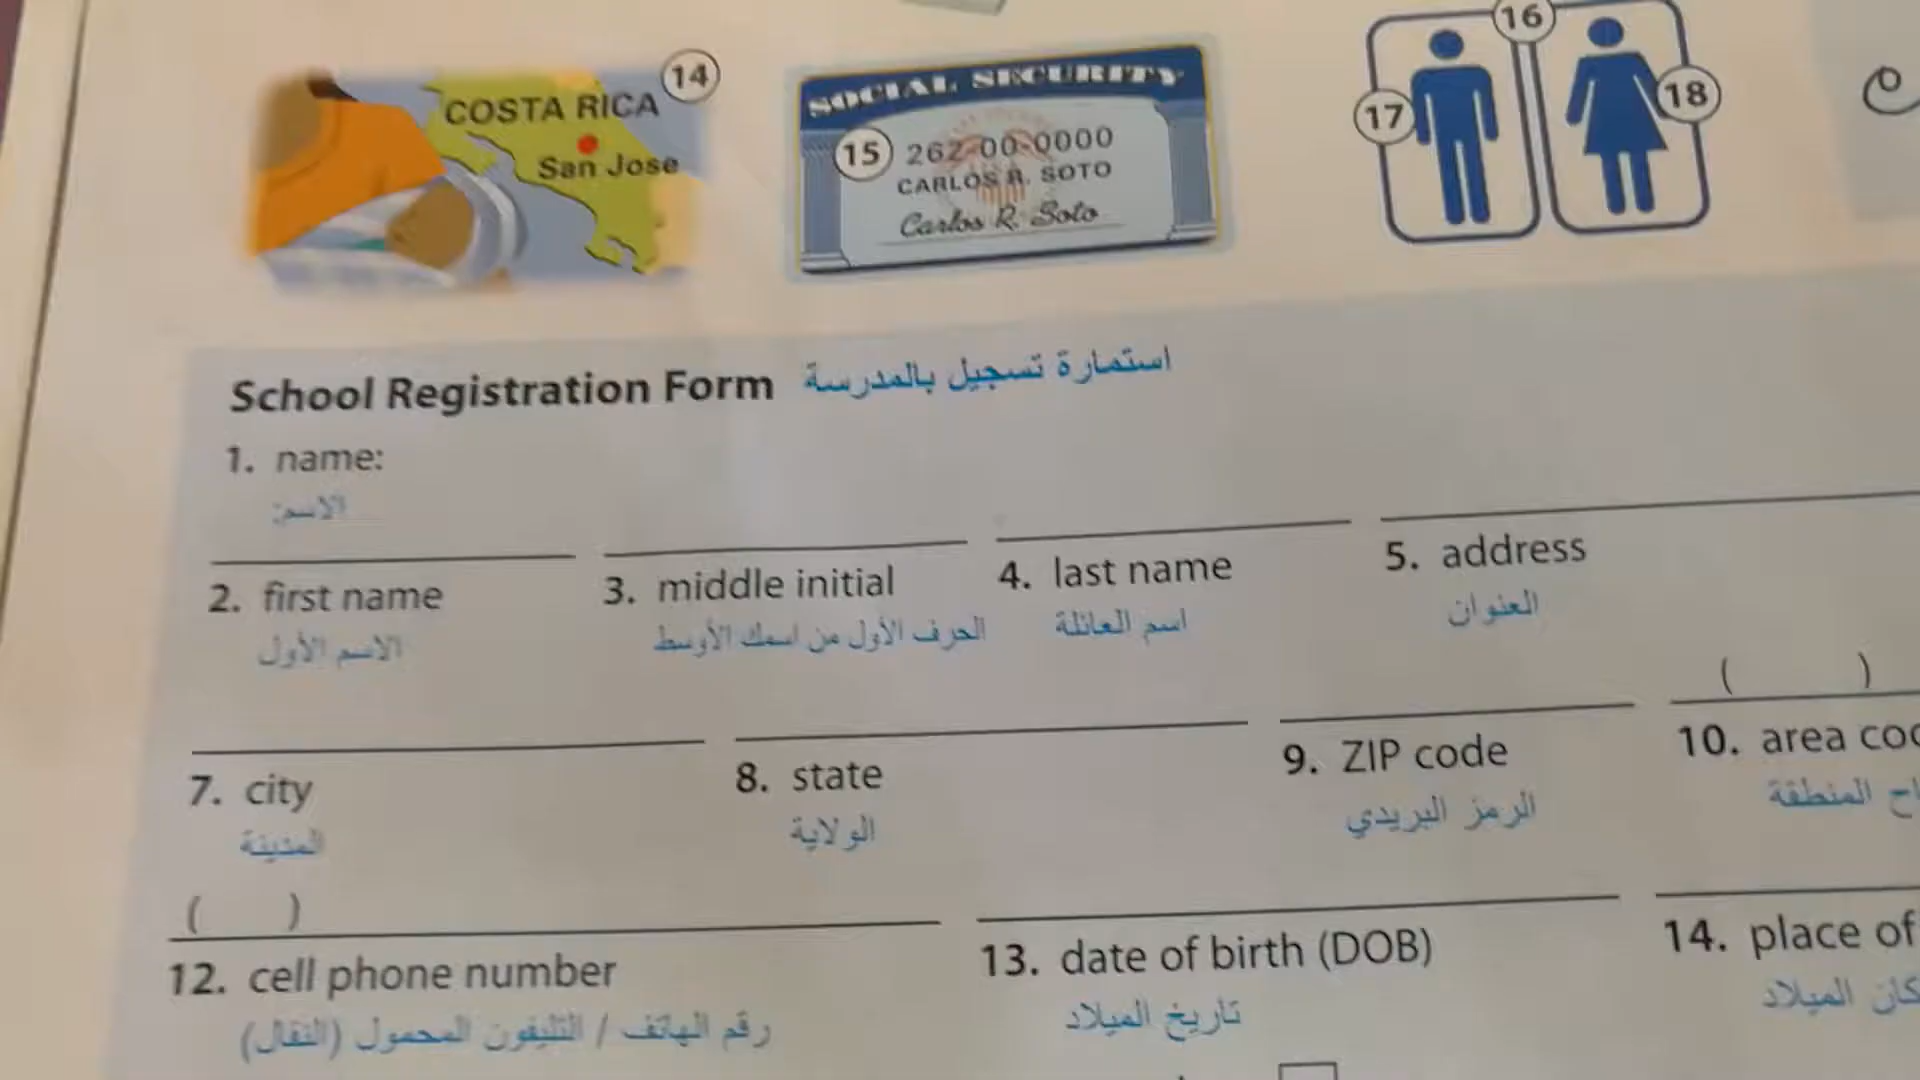 14
COSTA RICA
San Jose
SOCIAL SECURITY
15 262-00-0000
CARLOS R. SOTO
Carlos R. Soto
16
17
18
School Registration Form استمارة تسجيل بالمدرسة
1. name:
الاسم:
2. first name 3. middle initial 4. last name 5. address
الاسم الأول الحرف الأول من اسمك الأوسط اسم العائلة العنوان
( )
7. city 8. state 9. ZIP code 10. area
المدينة الولاية الرمز البريدي المنطقة
( )
12. cell phone number 13. date of birth (DOB) 14. place of
رقم الهاتف / التليفون المحمول (النقال) تاريخ الميلاد الميلاد